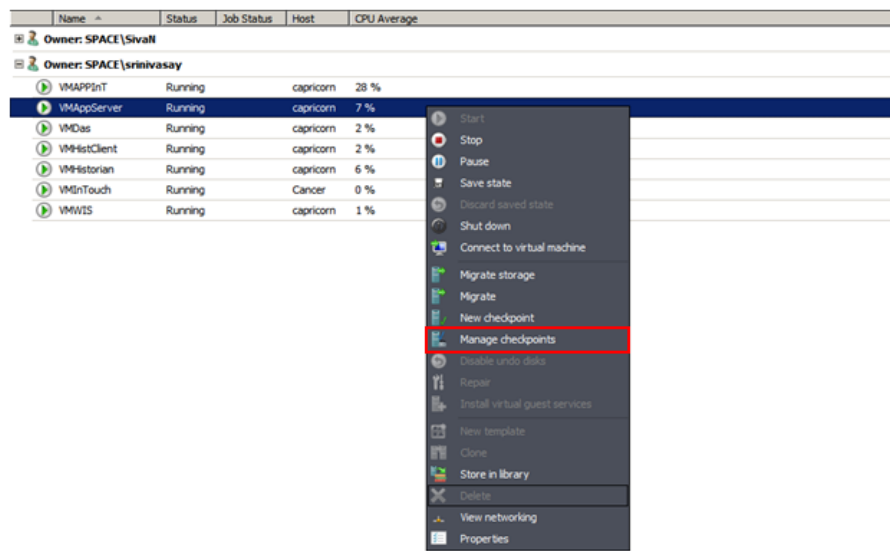 Name Status Job Status Host CPU Average
Owner: SPACE\SivaN
Owner: SPACE\srinivasay
VMAPPInT Running capricorn 28 %
VMAppServer Running capricorn 7 %
VMDas Running capricorn 2 %
VMHistClient Running capricorn 2 %
VMHistorian Running capricorn 6 %
VMInTouch Running Cancer 0 %
VMWIS Running capricorn 1 %
Start
Stop
Pause
Save state
Discard saved state
Shut down
Connect to virtual machine
Migrate storage
Migrate
New checkpoint
Manage checkpoints
Disable undo disks
Repair
Install virtual guest services
New template
Clone
Store in library
Delete
View networking
Properties